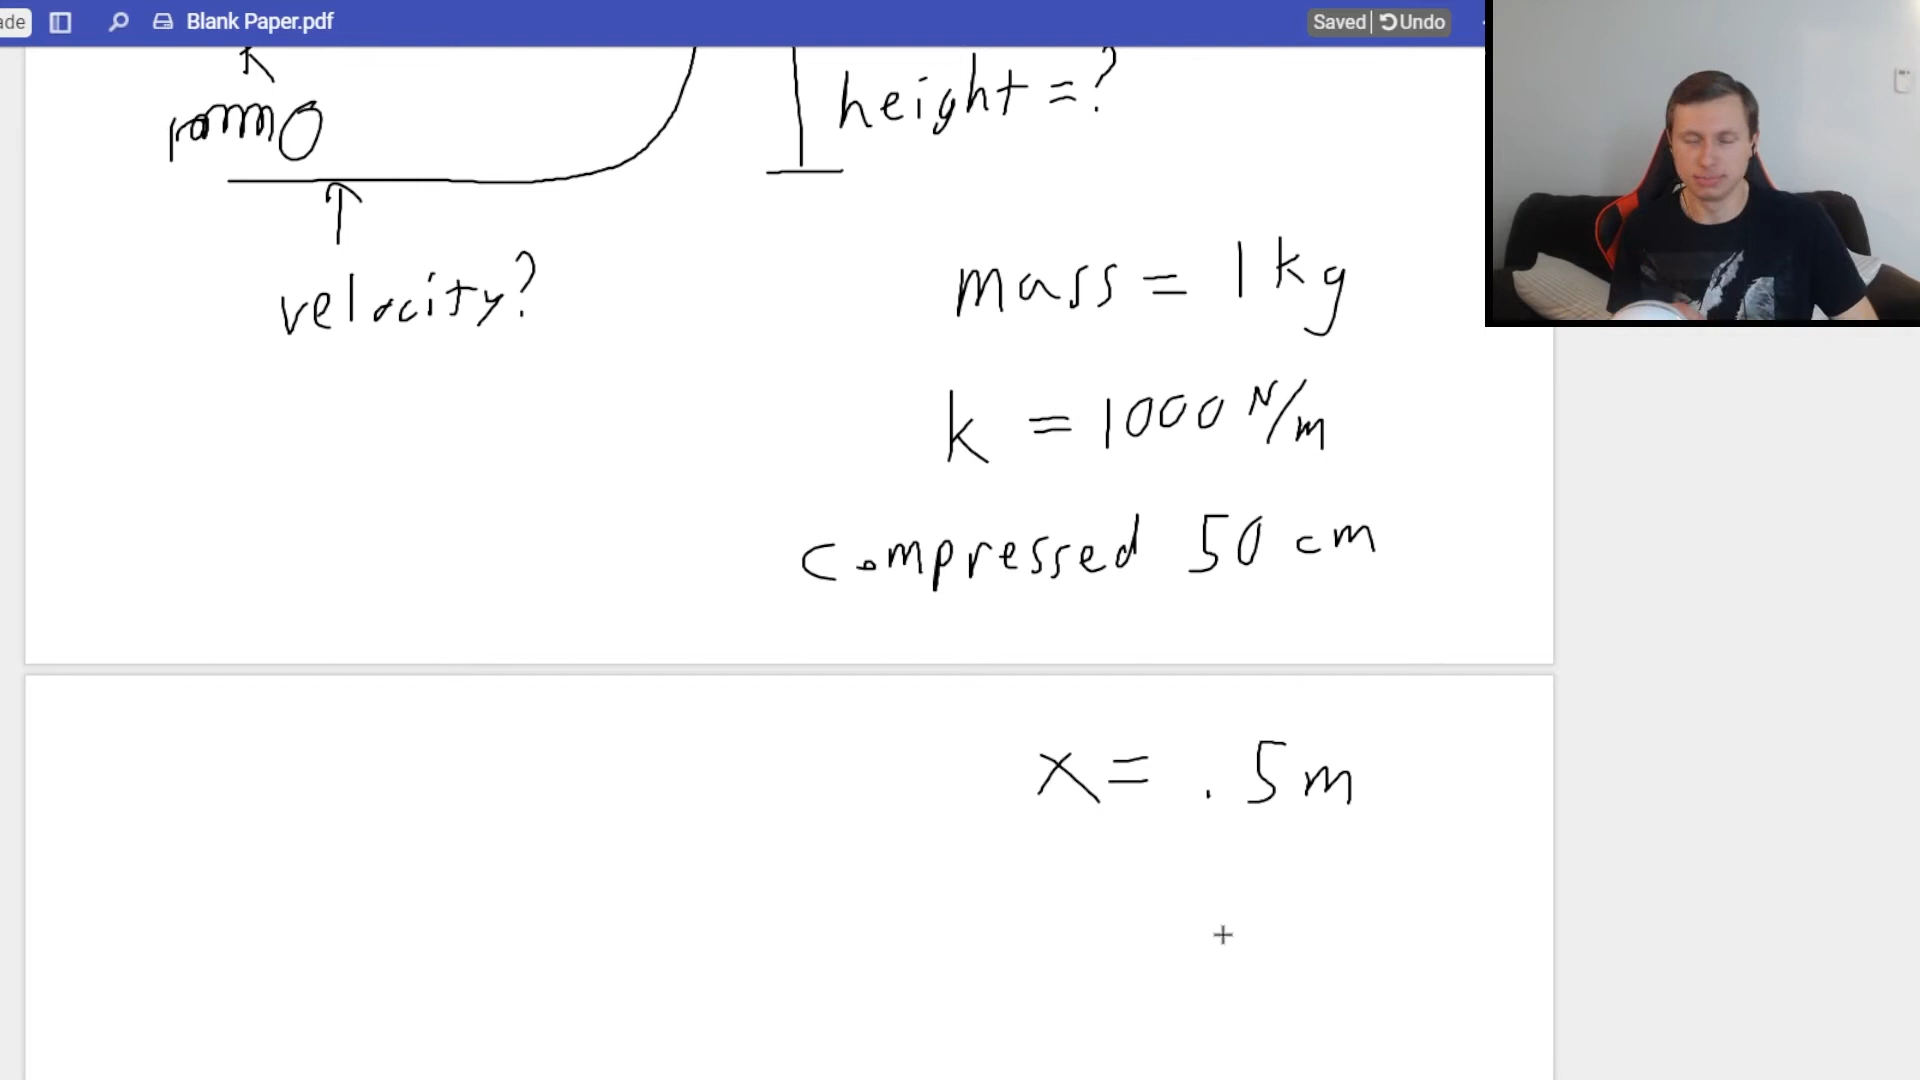 Blank Paper.pdf
Saved Undo
height = ?
velocity?
mass = 1 kg
k = 1000 N/m
compressed 50 cm
x = .5 m